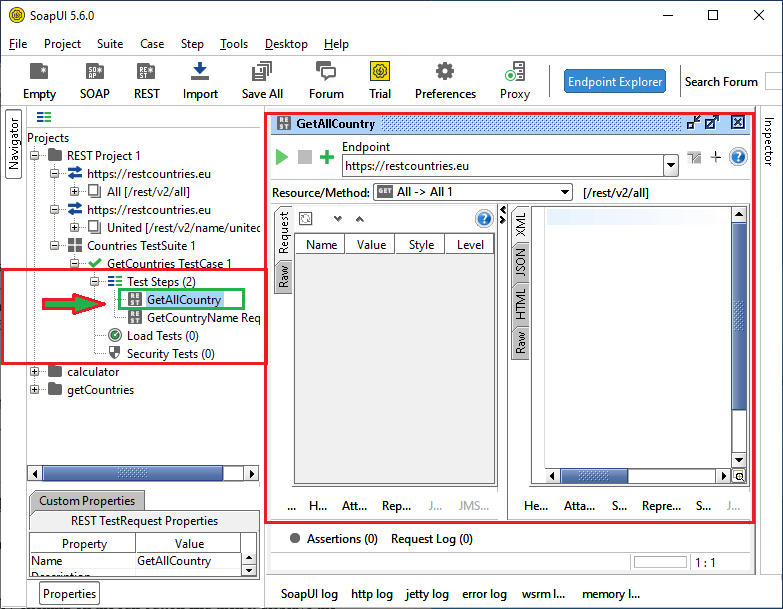 SoapUI 5.6.0
File Project Suite Case Step Tools Desktop Help
Empty SOAP REST Import Save All Forum Trial Preferences Proxy Endpoint Explorer Search Forum
Navigator
Projects
REST Project 1
https://restcountries.eu
All [/rest/v2/all]
https://restcountries.eu
United [/rest/v2/name/united
Countries TestSuite 1
GetCountries TestCase 1
Test Steps (2)
GetAllCountry
GetCountryName Req
Load Tests (0)
Security Tests (0)
calculator
getCountries
Custom Properties
REST TestRequest Properties
Property Value
Name GetAllCountry
Properties
GetAllCountry
Endpoint
https://restcountries.eu
Resource/Method: GET All -> All 1 [/rest/v2/all]
Request
Raw
Name Value Style Level
... H... Att... Rep... J... JMS...
XML
JSON
HTML
Raw
He... Atta... S... Repre... S... J...
Assertions (0) Request Log (0)
1 : 1
SoapUI log http log jetty log error log wsrm l... memory l...
Inspector